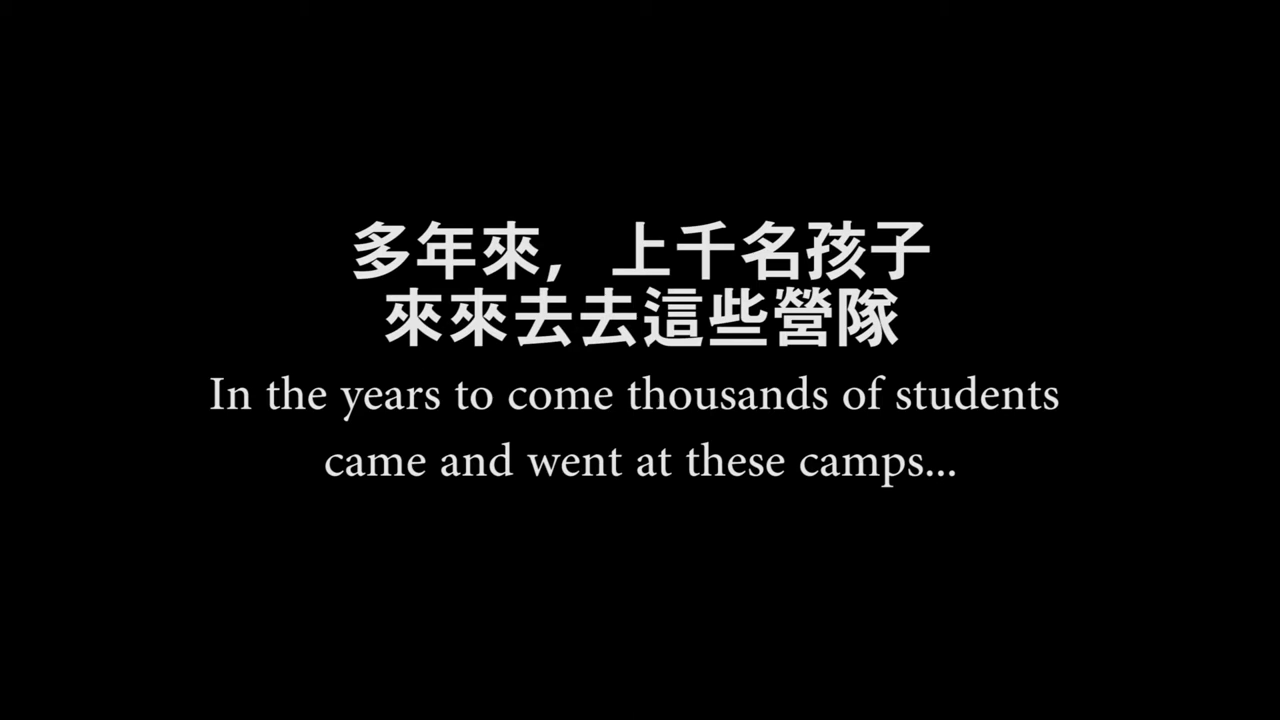 多年來，上千名孩子
來來去去這些營隊
In the years to come thousands of students
came and went at these camps...